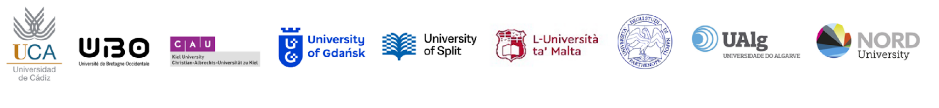 UCA
Universidad
de Cádiz
UBO
Université de Bretagne Occidentale
C A U
Kiel University
Christian-Albrechts-Universität zu Kiel
University
of Gdańsk
University
of Split
L-Università
ta' Malta
UAlg
UNIVERSIDADE DO ALGARVE
NORD
University